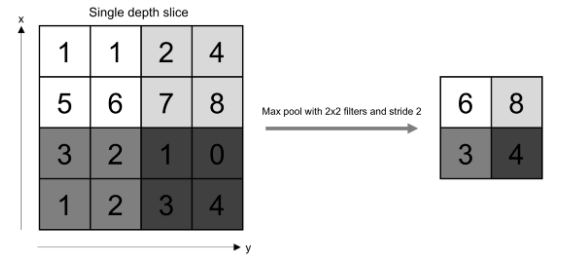 Single depth slice
x
1 1 2 4
5 6 7 8
3 2 1 0
1 2 3 4
y
Max pool with 2x2 filters and stride 2
6 8
3 4